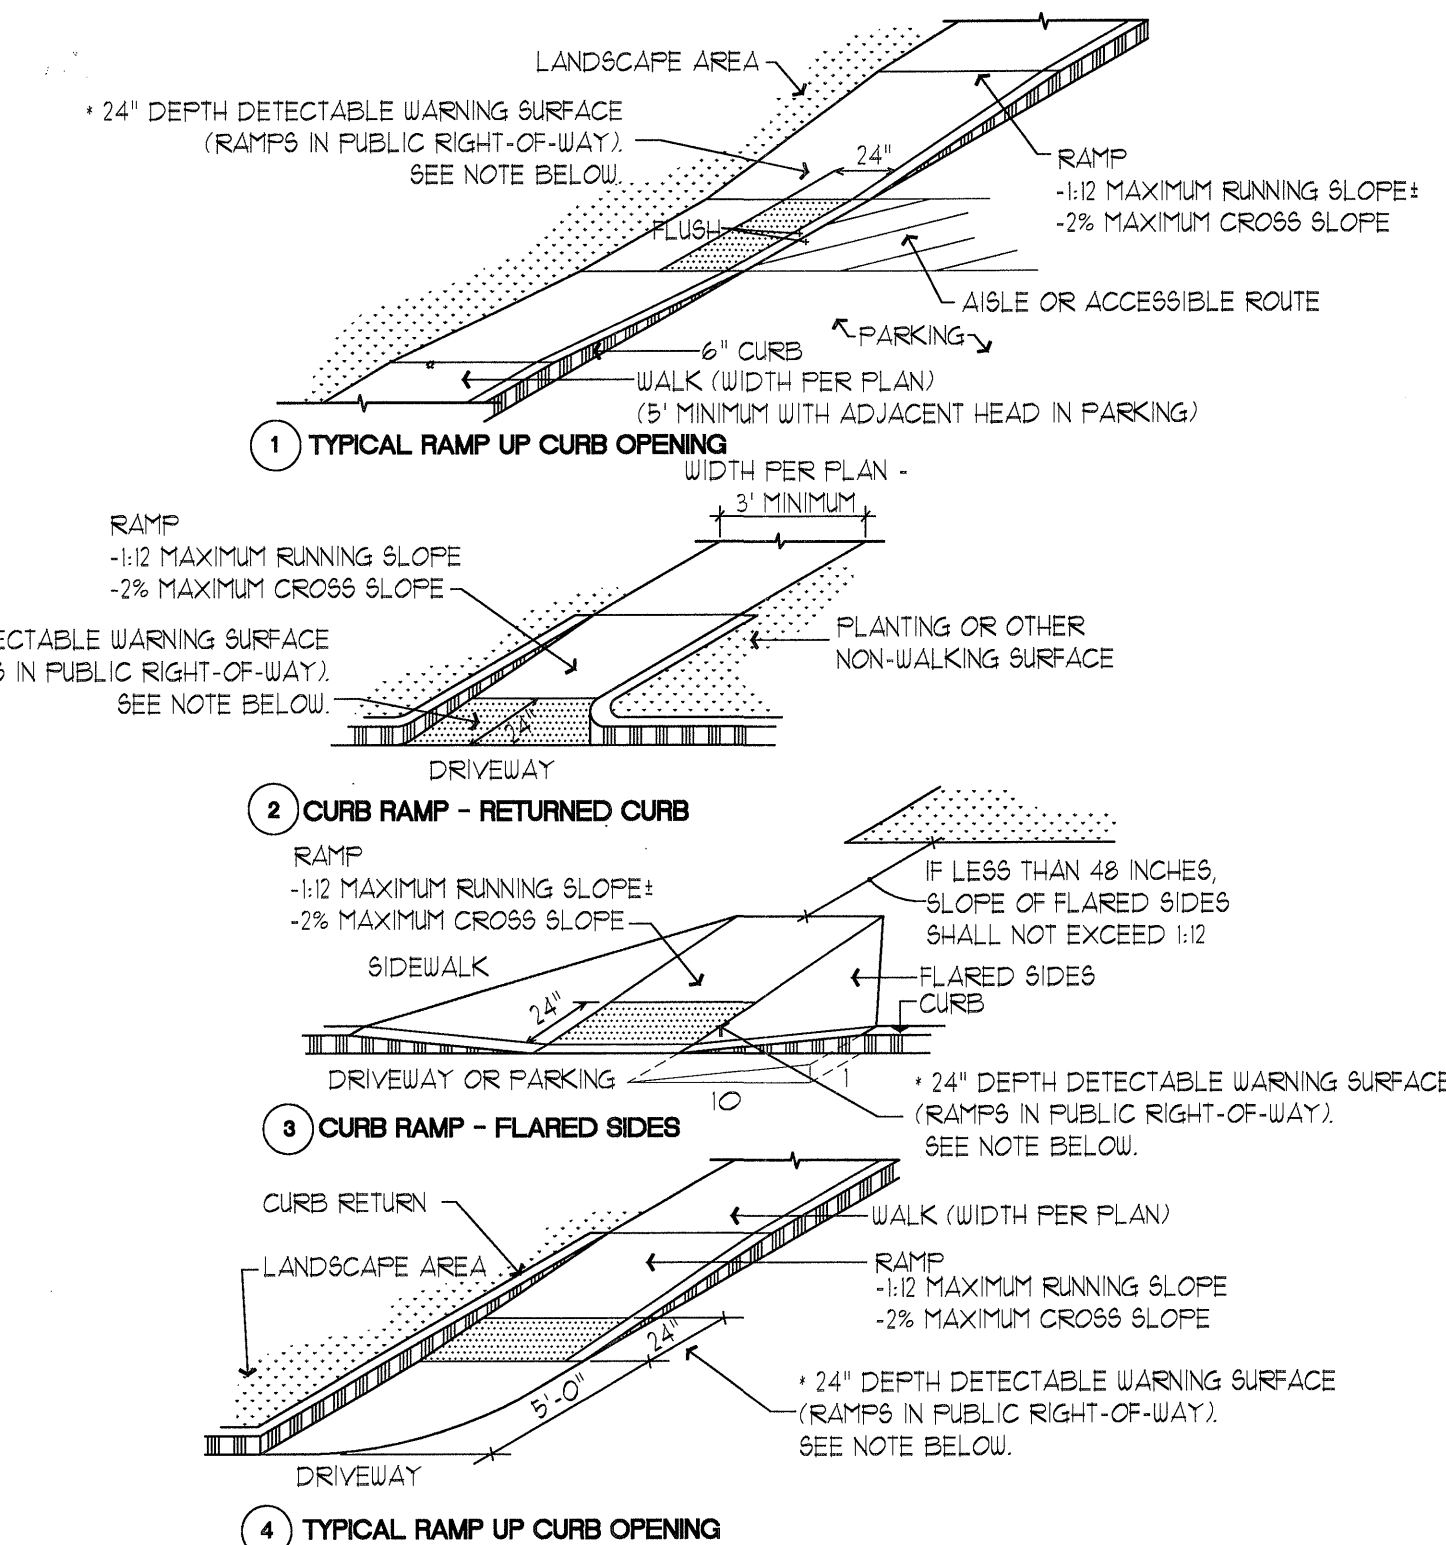 LANDSCAPE AREA
* 24" DEPTH DETECTABLE WARNING SURFACE
(RAMPS IN PUBLIC RIGHT-OF-WAY).
SEE NOTE BELOW.
24"
RAMP
-1:12 MAXIMUM RUNNING SLOPE±
-2% MAXIMUM CROSS SLOPE
FLUSH
AISLE OR ACCESSIBLE ROUTE
PARKING
6" CURB
WALK (WIDTH PER PLAN)
(5' MINIMUM WITH ADJACENT HEAD IN PARKING)
1 TYPICAL RAMP UP CURB OPENING
WIDTH PER PLAN -
3' MINIMUM
RAMP
-1:12 MAXIMUM RUNNING SLOPE
-2% MAXIMUM CROSS SLOPE
WARNING SURFACE
IN PUBLIC RIGHT-OF-WAY).
SEE NOTE BELOW.
24"
PLANTING OR OTHER
NON-WALKING SURFACE
DRIVEWAY
2 CURB RAMP - RETURNED CURB
RAMP
-1:12 MAXIMUM RUNNING SLOPE±
-2% MAXIMUM CROSS SLOPE
IF LESS THAN 48 INCHES,
SLOPE OF FLARED SIDES
SHALL NOT EXCEED 1:12
SIDEWALK
24"
FLARED SIDES
CURB
DRIVEWAY OR PARKING
1
10
* 24" DEPTH DETECTABLE WARNING SURFACE
(RAMPS IN PUBLIC RIGHT-OF-WAY).
SEE NOTE BELOW.
3 CURB RAMP - FLARED SIDES
CURB RETURN
LANDSCAPE AREA
WALK (WIDTH PER PLAN)
RAMP
-1:12 MAXIMUM RUNNING SLOPE
-2% MAXIMUM CROSS SLOPE
24"
5'-0"
* 24" DEPTH DETECTABLE WARNING SURFACE
(RAMPS IN PUBLIC RIGHT-OF-WAY).
SEE NOTE BELOW.
DRIVEWAY
4 TYPICAL RAMP UP CURB OPENING